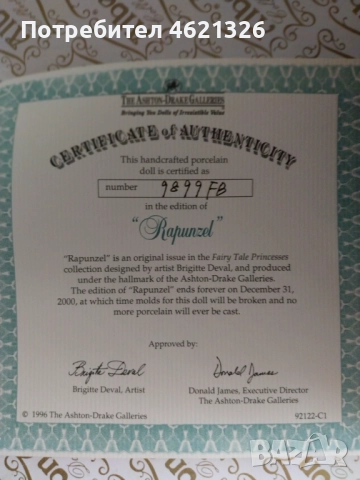 Потребител 4621326
THE ASHTON-DRAKE GALLERIES
Bringing You Dolls of Irresistible Value
CERTIFICATE of AUTHENTICITY
This handcrafted porcelain
doll is certified as
number 9899FB
in the edition of
"Rapunzel"
"Rapunzel" is an original issue in the Fairy Tale Princesses
collection designed by artist Brigitte Deval, and produced
under the hallmark of the Ashton-Drake Galleries.
The edition of "Rapunzel" ends forever on December 31,
2000, at which time molds for this doll will be broken and no
more porcelain will ever be cast.
Approved by:
Brigitte Deval Donald James
Brigitte Deval, Artist Donald James, Executive Director
The Ashton-Drake Galleries
© 1996 The Ashton-Drake Galleries 92122-C1
BAZAR